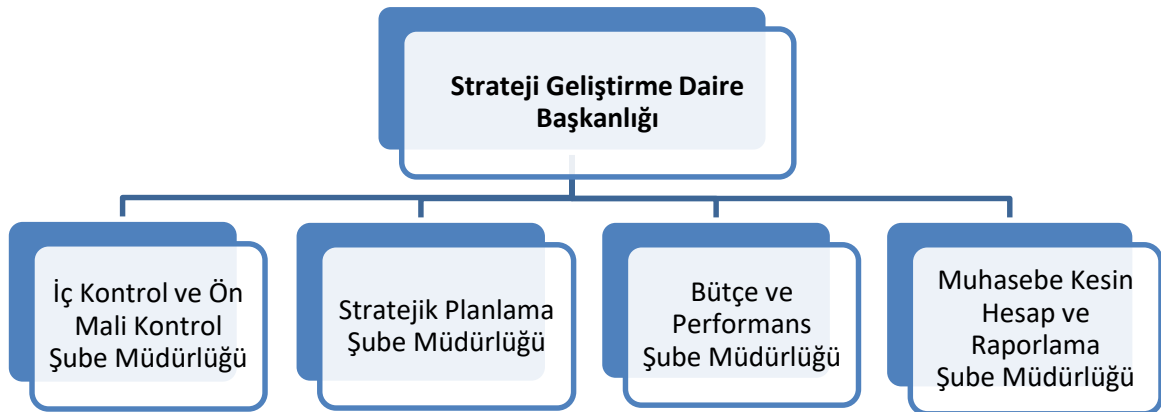 Strateji Geliştirme Daire
Başkanlığı
İç Kontrol ve Ön
Mali Kontrol
Şube Müdürlüğü
Stratejik Planlama
Şube Müdürlüğü
Bütçe ve
Performans
Şube Müdürlüğü
Muhasebe Kesin
Hesap ve
Raporlama
Şube Müdürlüğü